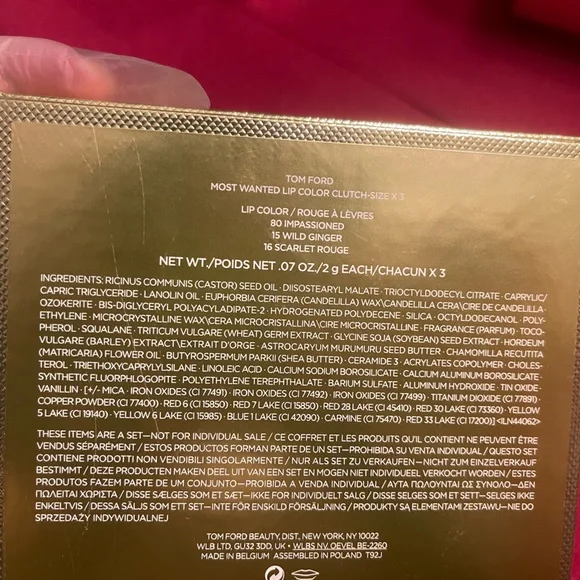 TOM FORD
MOST WANTED LIP COLOR CLUTCH-SIZE X 3
LIP COLOR / ROUGE À LÈVRES
80 IMPASSIONED
15 WILD GINGER
16 SCARLET ROUGE
NET WT./POIDS NET .07 OZ./2 g EACH/CHACUN X 3
INGREDIENTS: RICINUS COMMUNIS (CASTOR) SEED OIL · DIISOSTEARYL MALATE · TRIOCTYLDODECYL CITRATE · CAPRYLIC/
CAPRIC TRIGLYCERIDE · LANOLIN OIL · EUPHORBIA CERIFERA (CANDELILLA) WAX\CANDELILLA CERA\CIRE DE CANDELILLA ·
OZOKERITE · BIS-DIGLYCERYL POLYACYLADIPATE-2 · HYDROGENATED POLYDECENE · SILICA · OCTYLDODECANOL · POLY-
ETHYLENE · MICROCRYSTALLINE WAX\CERA MICROCRISTALLINA\CIRE MICROCRISTALLINE · FRAGRANCE (PARFUM) · TOCO-
PHEROL · SQUALANE · TRITICUM VULGARE (WHEAT) GERM EXTRACT · GLYCINE SOJA (SOYBEAN) SEED EXTRACT · HORDEUM
VULGARE (BARLEY) EXTRACT\EXTRAIT D'ORGE · ASTROCARYUM MURUMURU SEED BUTTER · CHAMOMILLA RECUTITA
(MATRICARIA) FLOWER OIL · BUTYROSPERMUM PARKII (SHEA BUTTER) · CERAMIDE 3 · ACRYLATES COPOLYMER · CHOLES-
TEROL · TRIETHOXYCAPRYLYLSILANE · LINOLEIC ACID · CALCIUM SODIUM BOROSILICATE · CALCIUM ALUMINUM BOROSILICATE ·
SYNTHETIC FLUORPHLOGOPITE · POLYETHYLENE TEREPHTHALATE · BARIUM SULFATE · ALUMINUM HYDROXIDE · TIN OXIDE ·
VANILLIN · [+/- MICA · IRON OXIDES (CI 77491) · IRON OXIDES (CI 77492) · IRON OXIDES (CI 77499) · TITANIUM DIOXIDE (CI 77891) ·
COPPER POWDER (CI 77400) · RED 6 (CI 15850) · RED 7 LAKE (CI 15850) · RED 28 LAKE (CI 45410) · RED 30 LAKE (CI 73360) · YELLOW
5 LAKE (CI 19140) · YELLOW 6 LAKE (CI 15985) · BLUE 1 LAKE (CI 42090) · CARMINE (CI 75470) · RED 33 LAKE (CI 17200)] <ILN44062>
THESE ITEMS ARE A SET—NOT FOR INDIVIDUAL SALE / CE COFFRET ET LES PRODUITS QU'IL CONTIENT NE PEUVENT ÊTRE
VENDUS SÉPARÉMENT / ESTOS PRODUCTOS FORMAN PARTE DE UN SET—PROHIBIDA SU VENTA INDIVIDUAL / QUESTO SET
CONTIENE PRODOTTI NON VENDIBILI SINGOLARMENTE / NUR ALS SET ZU VERKAUFEN—NICHT ZUM EINZELVERKAUF
BESTIMMT / DEZE PRODUCTEN MAKEN DEEL UIT VAN EEN SET EN MOGEN NIET INDIVIDUEEL VERKOCHT WORDEN / ESTES
PRODUTOS FAZEM PARTE DE UM CONJUNTO—PROIBIDA A VENDA INDIVIDUAL / ΑΥΤΑ ΠΩΛΟΥΝΤΑΙ ΩΣ ΣΥΝΟΛΟ—ΔΕΝ
ΠΩΛΕΙΤΑΙ ΧΩΡΙΣΤΑ / DISSE SÆLGES SOM ET SÆT—IKKE FOR INDIVIDUELT SALG / DISSE SELGES SOM ET SETT—SELGES IKKE
ENKELTVIS / DESSA SÄLJS SOM ETT SET—INTE FÖR ENSKILD FÖRSÄLJNING / PRODUKTY SĄ ELEMENTAMI ZESTAWU—NIE DO
SPRZEDAŻY INDYWIDUALNEJ
TOM FORD BEAUTY, DIST. NEW YORK, NY 10022
WLB LTD, GU32 3DD, UK • WLBS NV, OEVEL BE-2260
MADE IN BELGIUM ASSEMBLED IN POLAND T92J